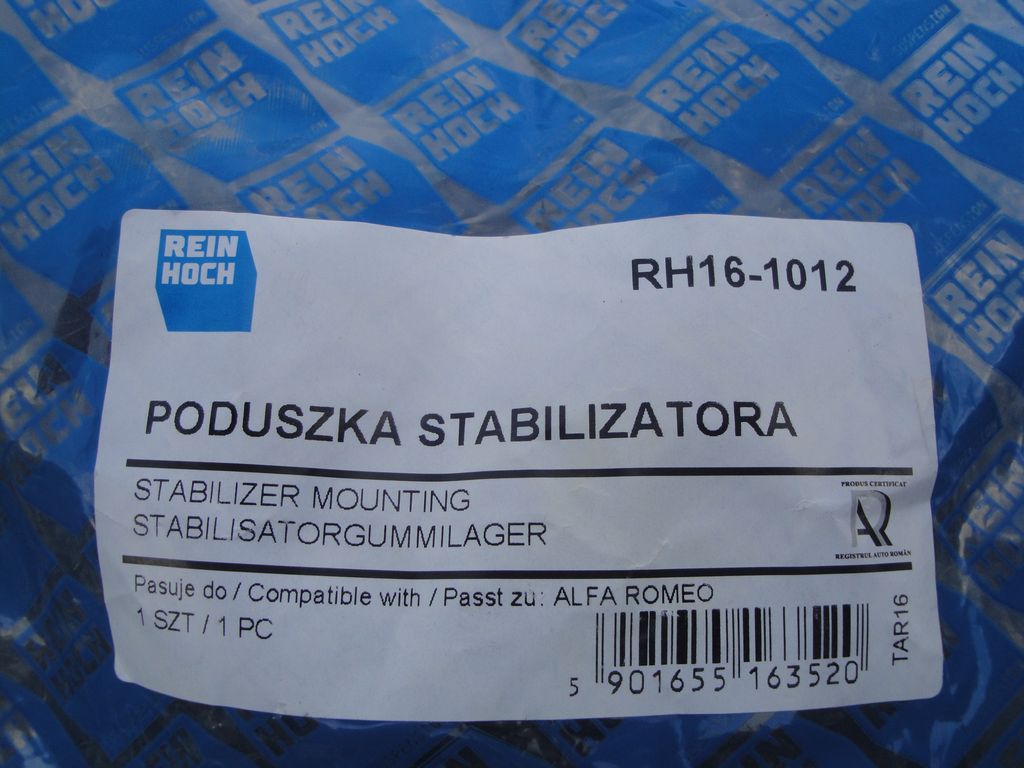 REIN
HOCH
RH16-1012
PODUSZKA STABILIZATORA
STABILIZER MOUNTING
STABILISATORGUMMILAGER
PRODUS CERTIFICAT
AR
REGISTRUL AUTO ROMÂN
Pasuje do / Compatible with / Passt zu: ALFA ROMEO
1 SZT / 1 PC
TAR16
5 901655 163520